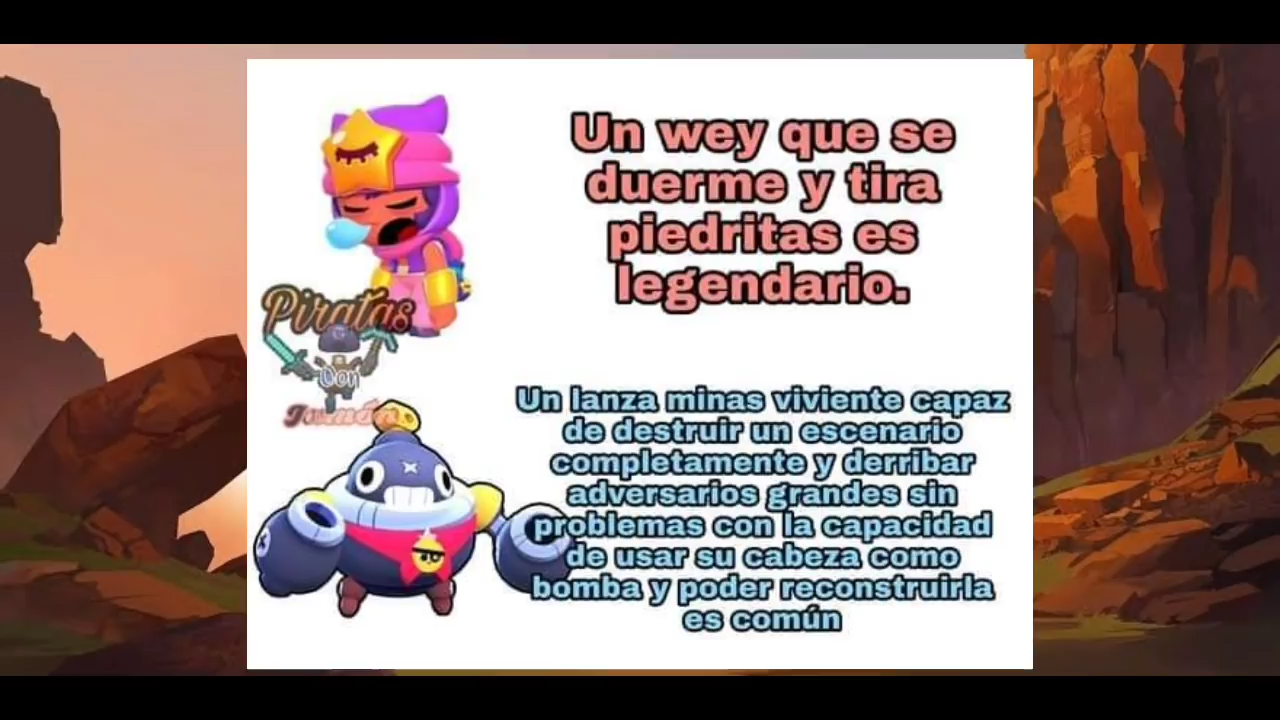 Un wey que se
duerme y tira
piedritas es
legendario.
Piratas
Don
Un lanza minas viviente capaz
de destruir un escenario
completamente y derribar
adversarios grandes sin
problemas con la capacidad
de usar su cabeza como
bomba y poder reconstruirla
es común